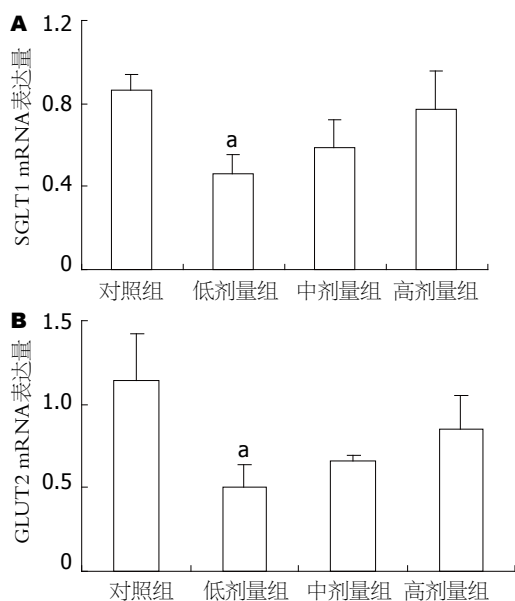 A
SGLT1 mRNA表达量
1.2
0.8
0.4
0
a
对照组 低剂量组 中剂量组 高剂量组
B
GLUT2 mRNA表达量
1.5
1.0
0.5
0
a
对照组 低剂量组 中剂量组 高剂量组